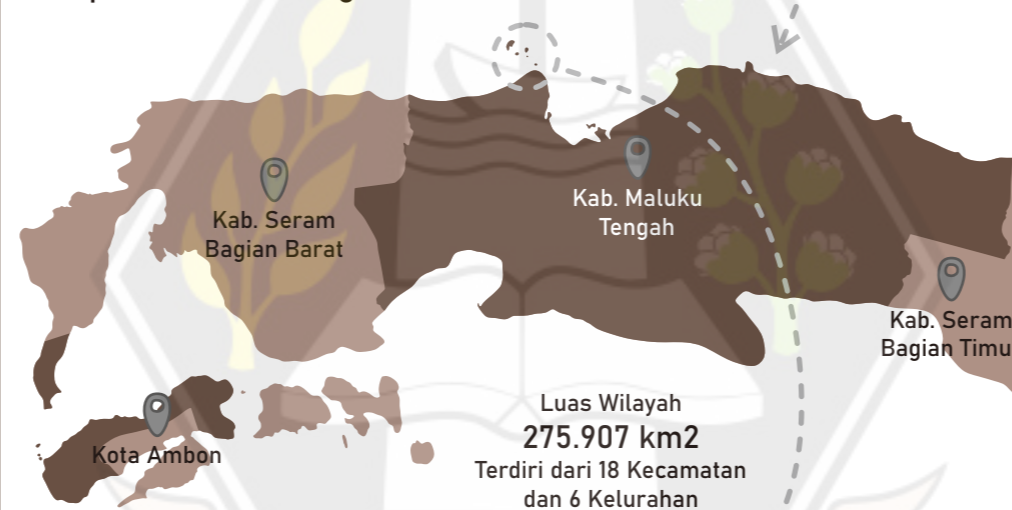 Kab. Maluku
Tengah
Kab. Seram
Bagian Barat
Kab. Seram
Bagian Timu
Kota Ambon
Luas Wilayah
275.907 km2
Terdiri dari 18 Kecamatan
dan 6 Kelurahan